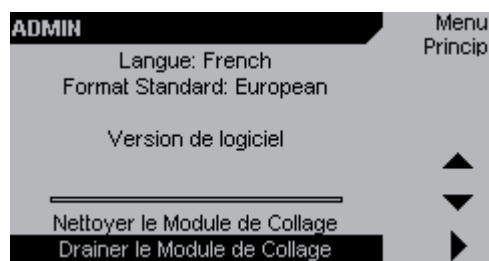 ADMIN
Menu
Princip
Langue: French
Format Standard: European
Version de logiciel
Nettoyer le Module de Collage
Drainer le Module de Collage